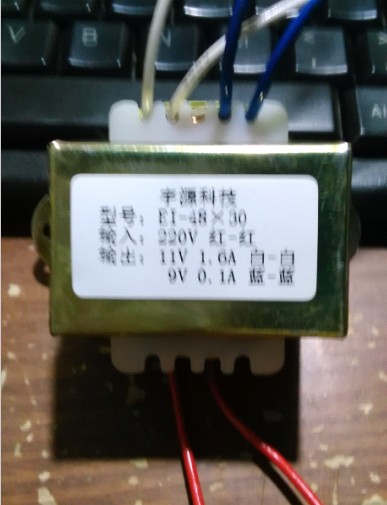 宇源科技
型号：EI-48×30
输入：220V 红-红
输出：11V 1.6A 白=白
9V 0.1A 蓝=蓝
V
B
N
Alt